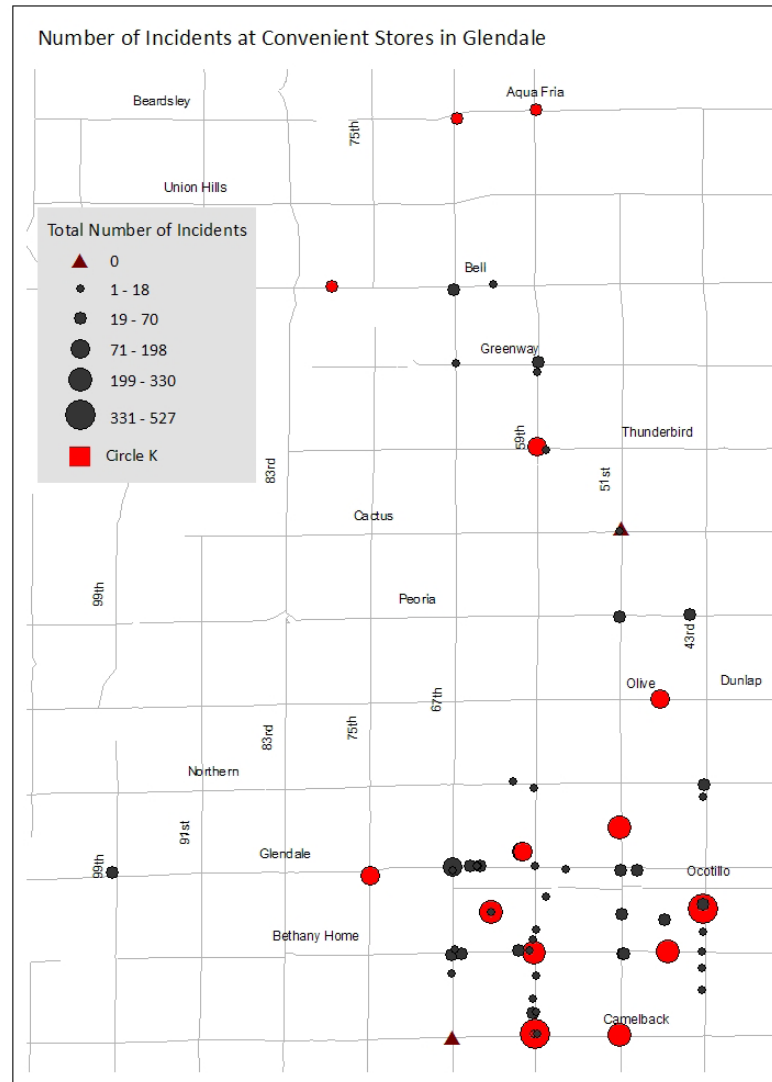 Number of Incidents at Convenient Stores in Glendale
Aqua Fria
Beardsley
75th
Union Hills
Total Number of Incidents
0
1 - 18
19 - 70
71 - 198
199 - 330
331 - 527
Circle K
Bell
Greenway
59th
Thunderbird
83rd
51st
Cactus
99th
Peoria
43rd
Olive
Dunlap
67th
75th
83rd
Northern
91st
Glendale
99th
Ocotillo
Bethany Home
Camelback